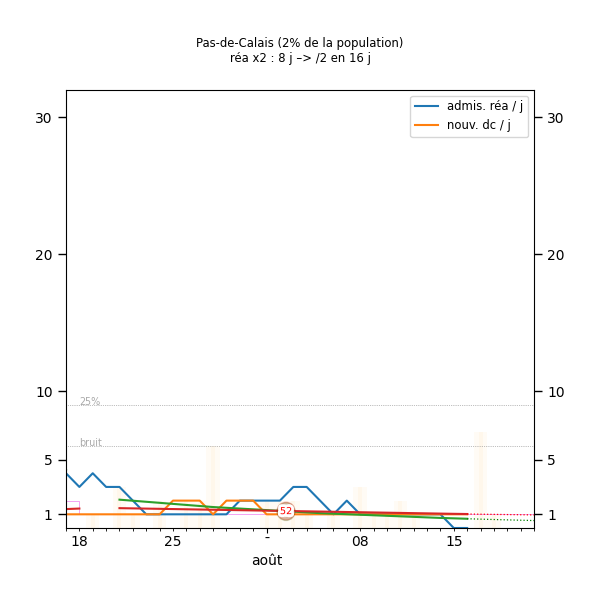 Pas-de-Calais (2% de la population)
réa x2 : 8 j –> /2 en 16 j
admis. réa / j
nouv. dc / j
30
30
20
20
10
10
25%
bruit
5
5
52
1
1
18
25
-
08
15
août